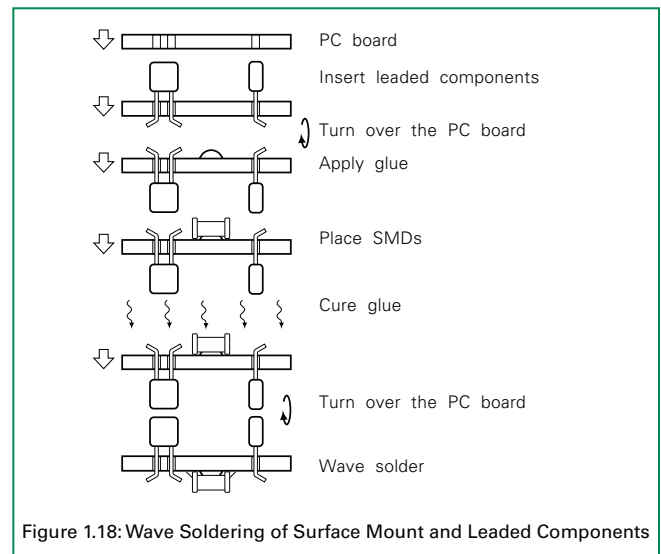 PC board
Insert leaded components
Turn over the PC board
Apply glue
Place SMDs
Cure glue
Turn over the PC board
Wave solder
Figure 1.18: Wave Soldering of Surface Mount and Leaded Components